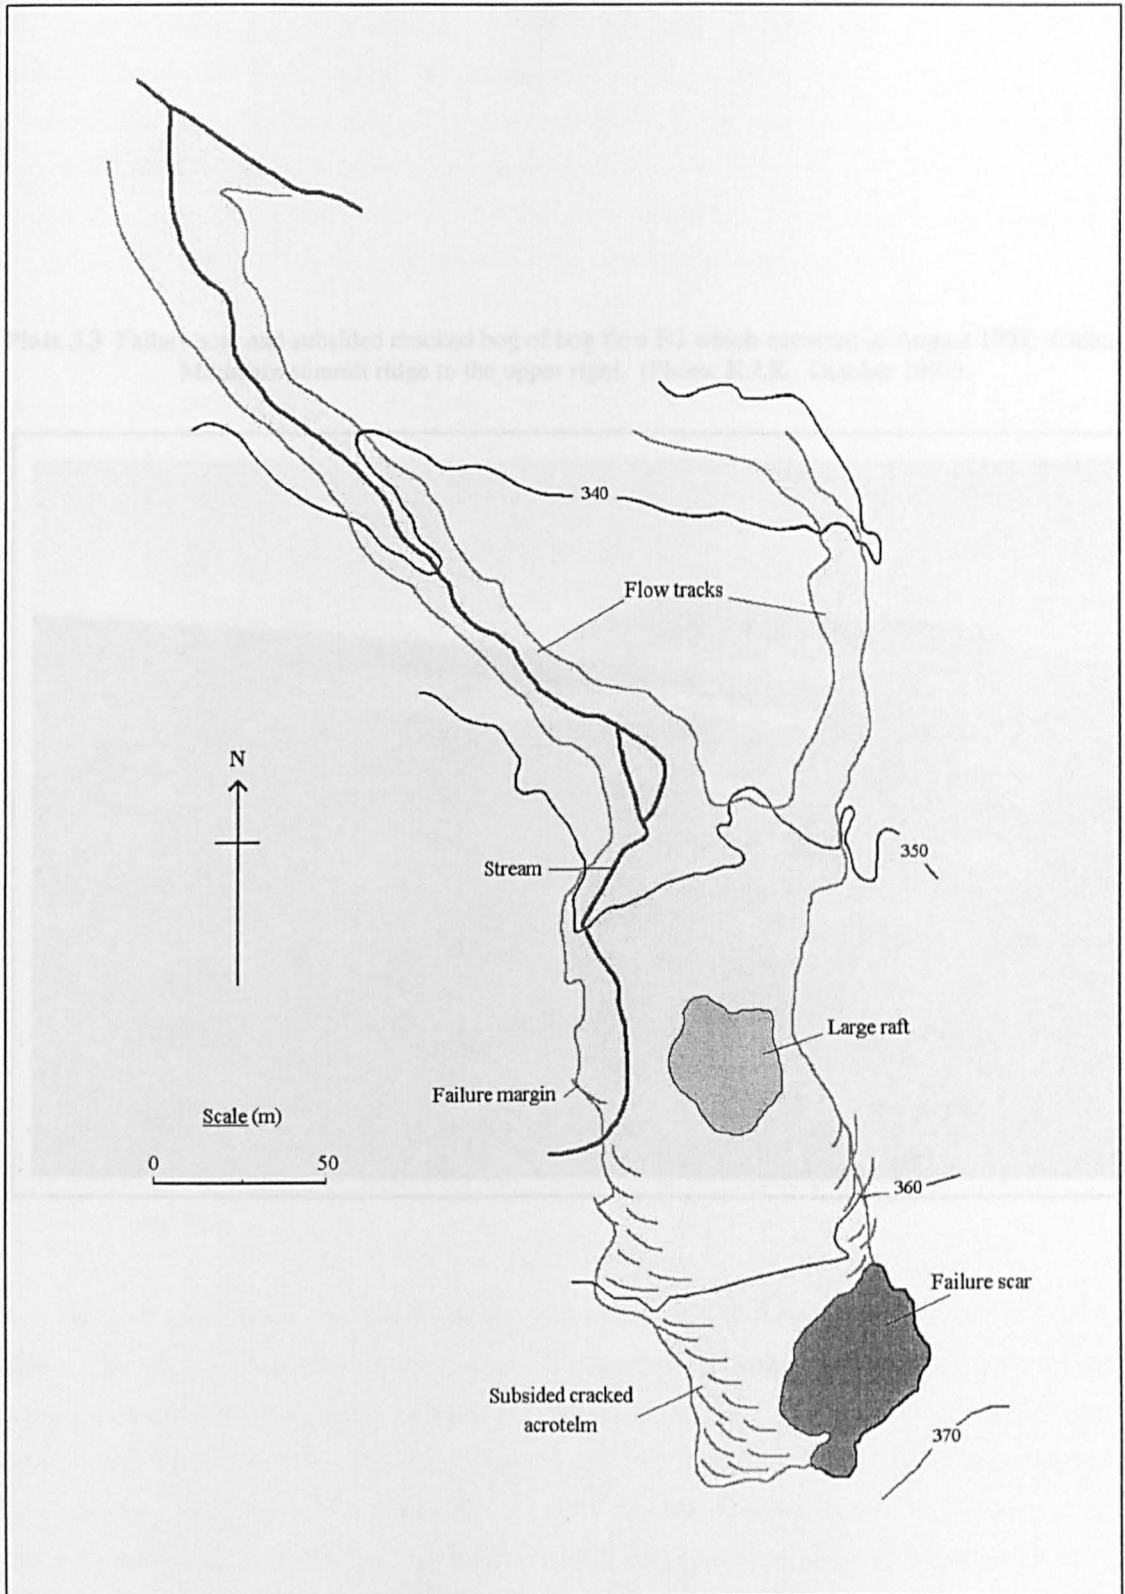 340
Flow tracks
N
350
Stream
Large raft
Failure margin
Scale (m)
0 50
360
Failure scar
Subsided cracked
acrotelm
370